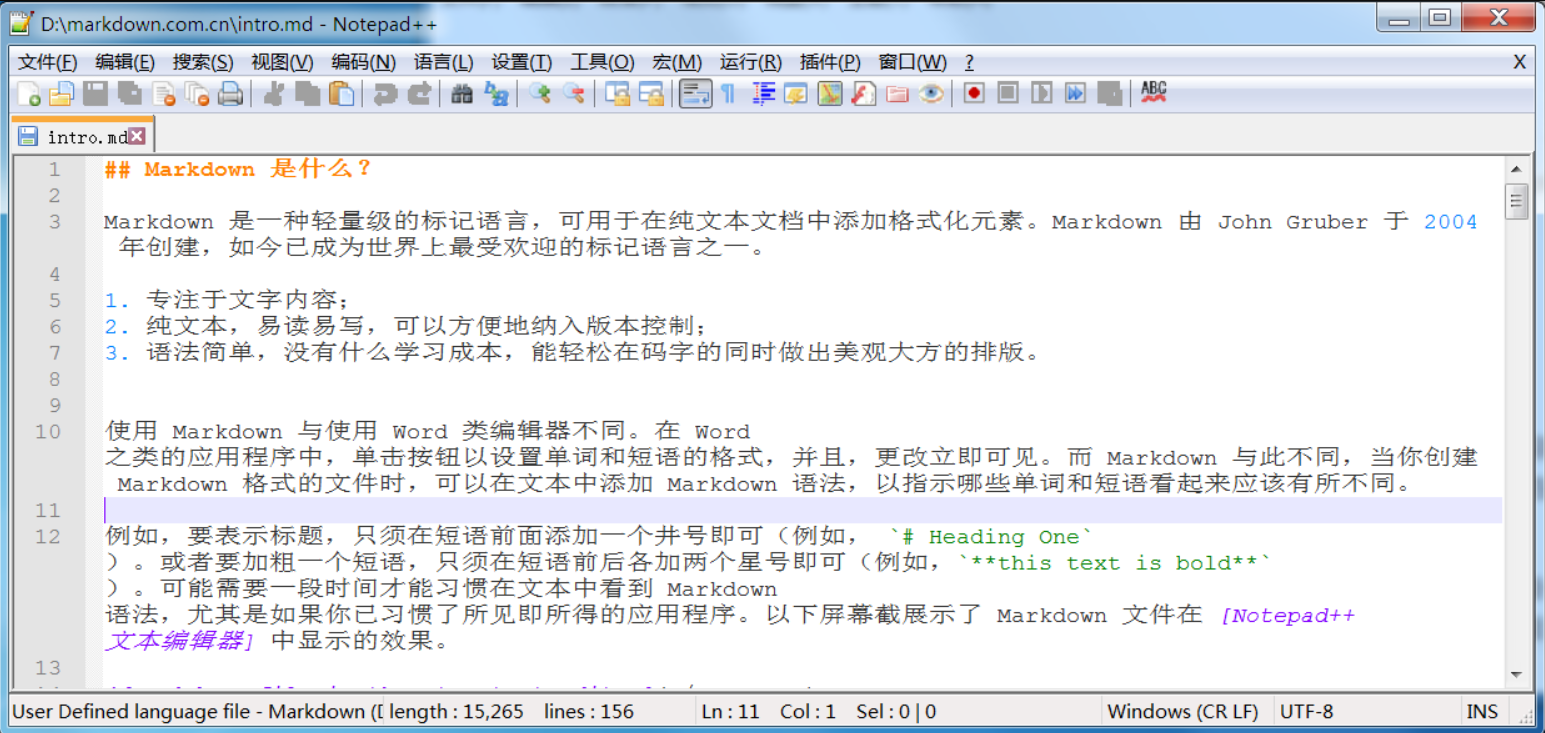 D:\markdown.com.cn\intro.md - Notepad++
文件(F) 编辑(E) 搜索(S) 视图(V) 编码(N) 语言(L) 设置(T) 工具(O) 宏(M) 运行(R) 插件(P) 窗口(W) ? X
ABC
intro.md
1 ## Markdown 是什么？
2
3 Markdown 是一种轻量级的标记语言，可用于在纯文本文档中添加格式化元素。Markdown 由 John Gruber 于 2004
年创建，如今已成为世界上最受欢迎的标记语言之一。
4
5 1. 专注于文字内容；
6 2. 纯文本，易读易写，可以方便地纳入版本控制；
7 3. 语法简单，没有什么学习成本，能轻松在码字的同时做出美观大方的排版。
8
9
10 使用 Markdown 与使用 Word 类编辑器不同。在 Word
之类的应用程序中，单击按钮以设置单词和短语的格式，并且，更改立即可见。而 Markdown 与此不同，当你创建
Markdown 格式的文件时，可以在文本中添加 Markdown 语法，以指示哪些单词和短语看起来应该有所不同。
11
12 例如，要表示标题，只须在短语前面添加一个井号即可（例如， `# Heading One`
）。或者要加粗一个短语，只须在短语前后各加两个星号即可（例如，`**this text is bold**`
）。可能需要一段时间才能习惯在文本中看到 Markdown
语法，尤其是如果你已习惯了所见即所得的应用程序。以下屏幕截展示了 Markdown 文件在 [Notepad++
文本编辑器] 中显示的效果。
13
User Defined language file - Markdown (D length : 15,265 lines : 156 Ln : 11 Col : 1 Sel : 0 | 0 Windows (CR LF) UTF-8 INS